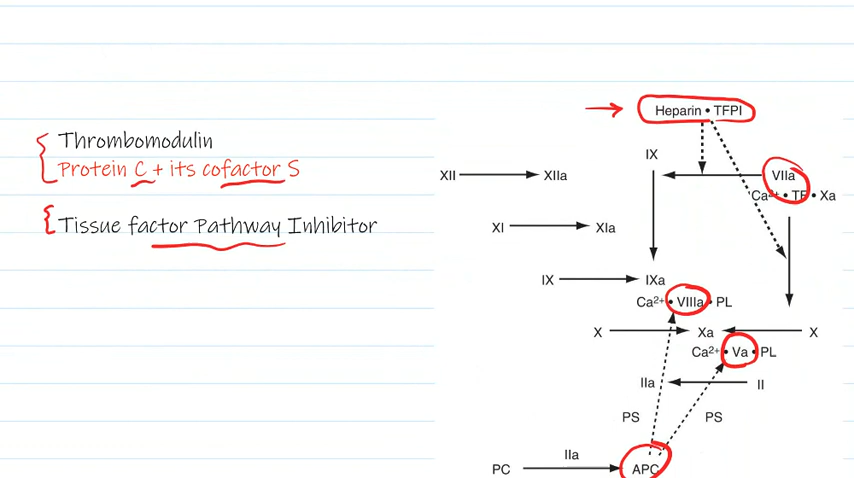 Thrombomodulin
Protein C + its cofactor S
Tissue factor Pathway Inhibitor
Heparin • TFPI
IX
VIIa
XII XIIa
Ca2+ • TF • Xa
XI XIa
IX IXa
Ca2+ • VIIIa • PL
X Xa X
Ca2+ • Va • PL
IIa II
PS PS
IIa
PC APC